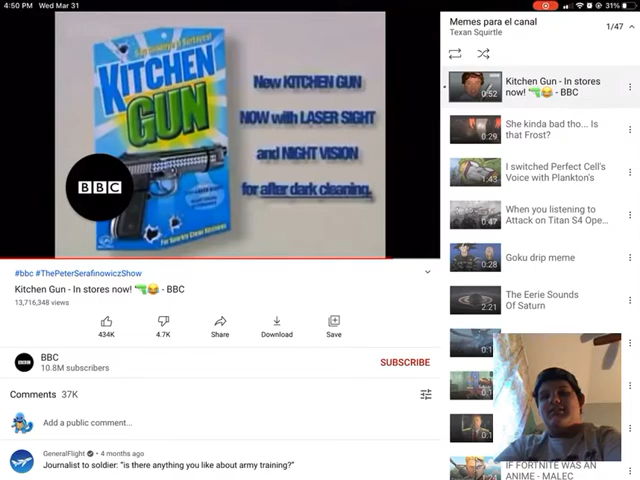 4:50 PM Wed Mar 31
31%
KITCHEN
GUN
New KITCHEN GUN
NOW with LASER SIGHT
and NIGHT VISION
for after dark cleaning.
BBC
For Sparkly Clean Kitchens
#bbc #ThePeterSerafinowiczShow
Kitchen Gun - In stores now! 🔫😂 - BBC
13,716,348 views
434K
4.7K
Share
Download
Save
BBC
BBC
10.8M subscribers
SUBSCRIBE
Comments 37K
Add a public comment...
GeneralFlight • 4 months ago
Journalist to soldier: "is there anything you like about army training?"
Memes para el canal
Texan Squirtle
1/47
Kitchen Gun - In stores
now! 🔫😂 - BBC
0:52
She kinda bad tho... Is
that Frost?
0:29
I switched Perfect Cell's
Voice with Plankton's
1:43
When you listening to
Attack on Titan S4 Ope...
0:47
Goku drip meme
0:28
The Eerie Sounds
Of Saturn
2:21
IF FORTNITE WAS AN
ANIME - MALEC